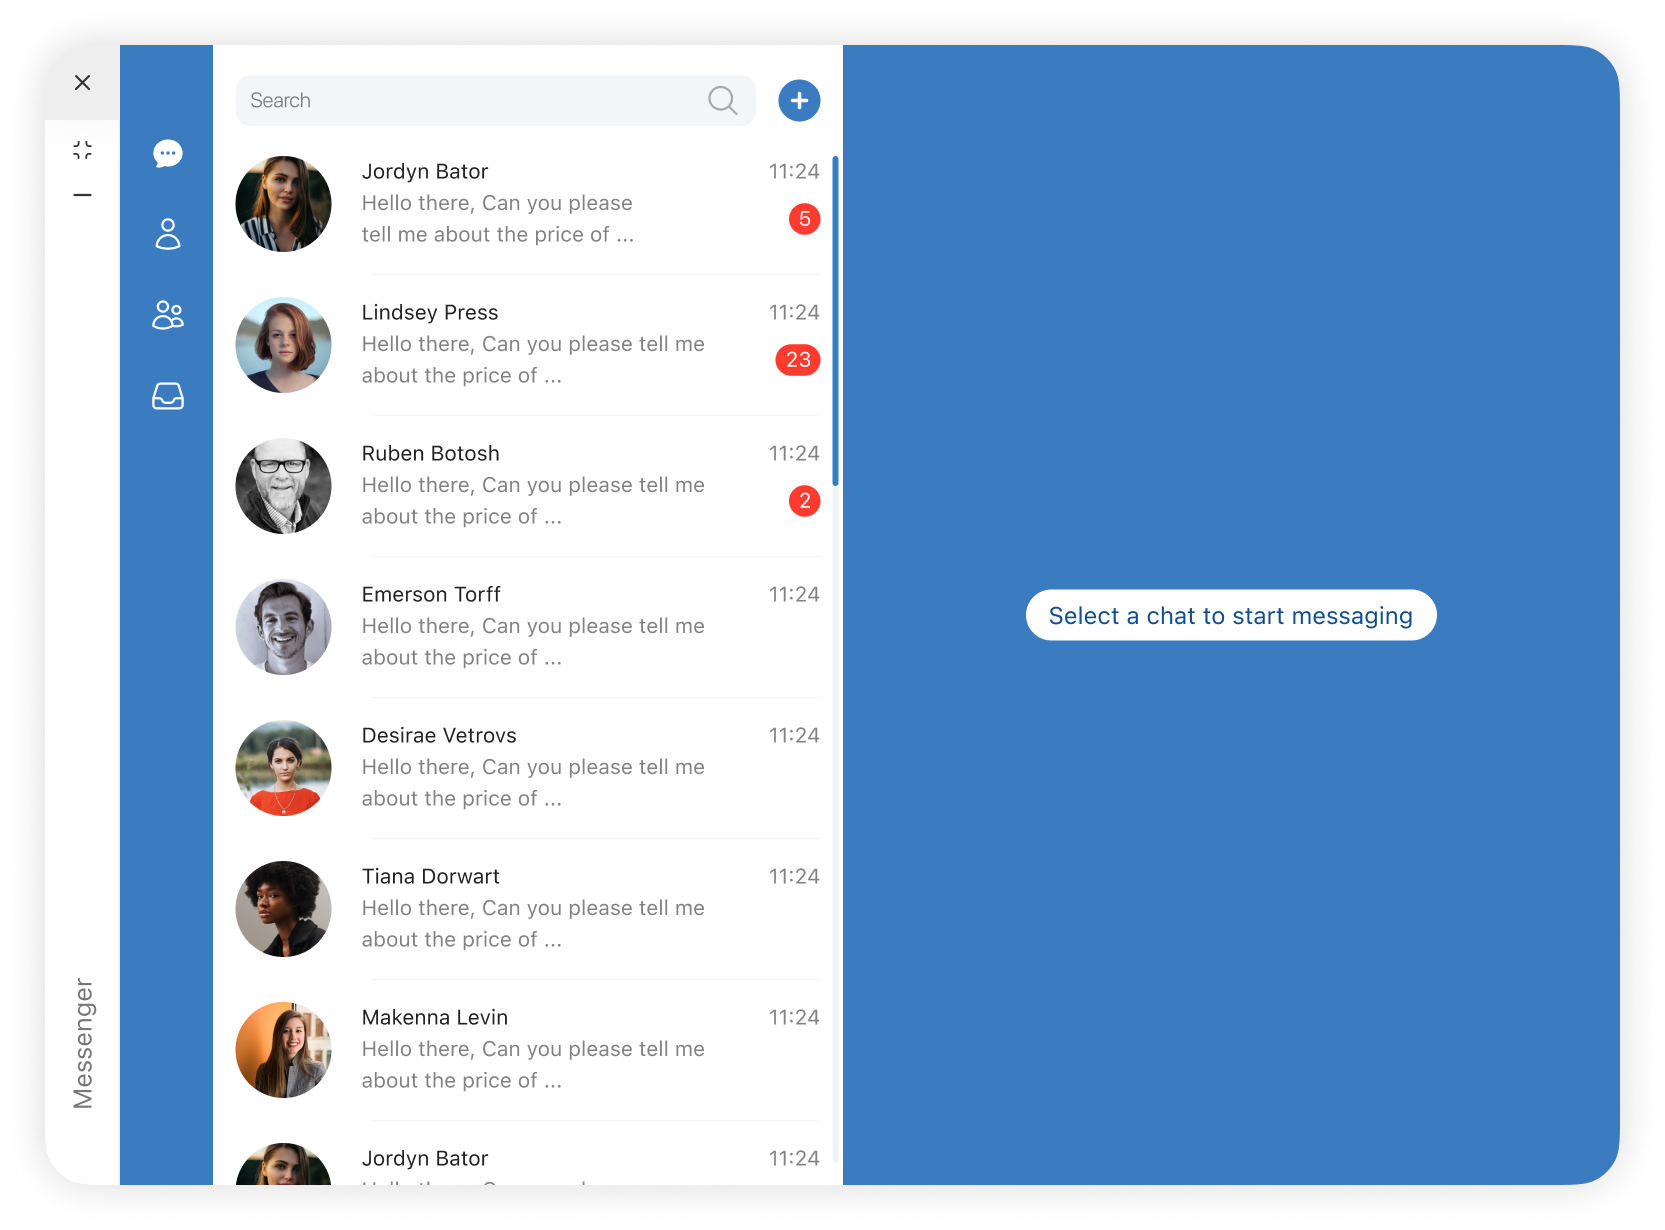 Search
Jordyn Bator
11:24
Hello there, Can you please
tell me about the price of ...
5
Lindsey Press
11:24
Hello there, Can you please tell me
about the price of ...
23
Ruben Botosh
11:24
Hello there, Can you please tell me
about the price of ...
2
Emerson Torff
11:24
Hello there, Can you please tell me
about the price of ...
Desirae Vetrovs
11:24
Hello there, Can you please tell me
about the price of ...
Tiana Dorwart
11:24
Hello there, Can you please tell me
about the price of ...
Makenna Levin
11:24
Hello there, Can you please tell me
about the price of ...
Jordyn Bator
11:24
Messenger
Select a chat to start messaging